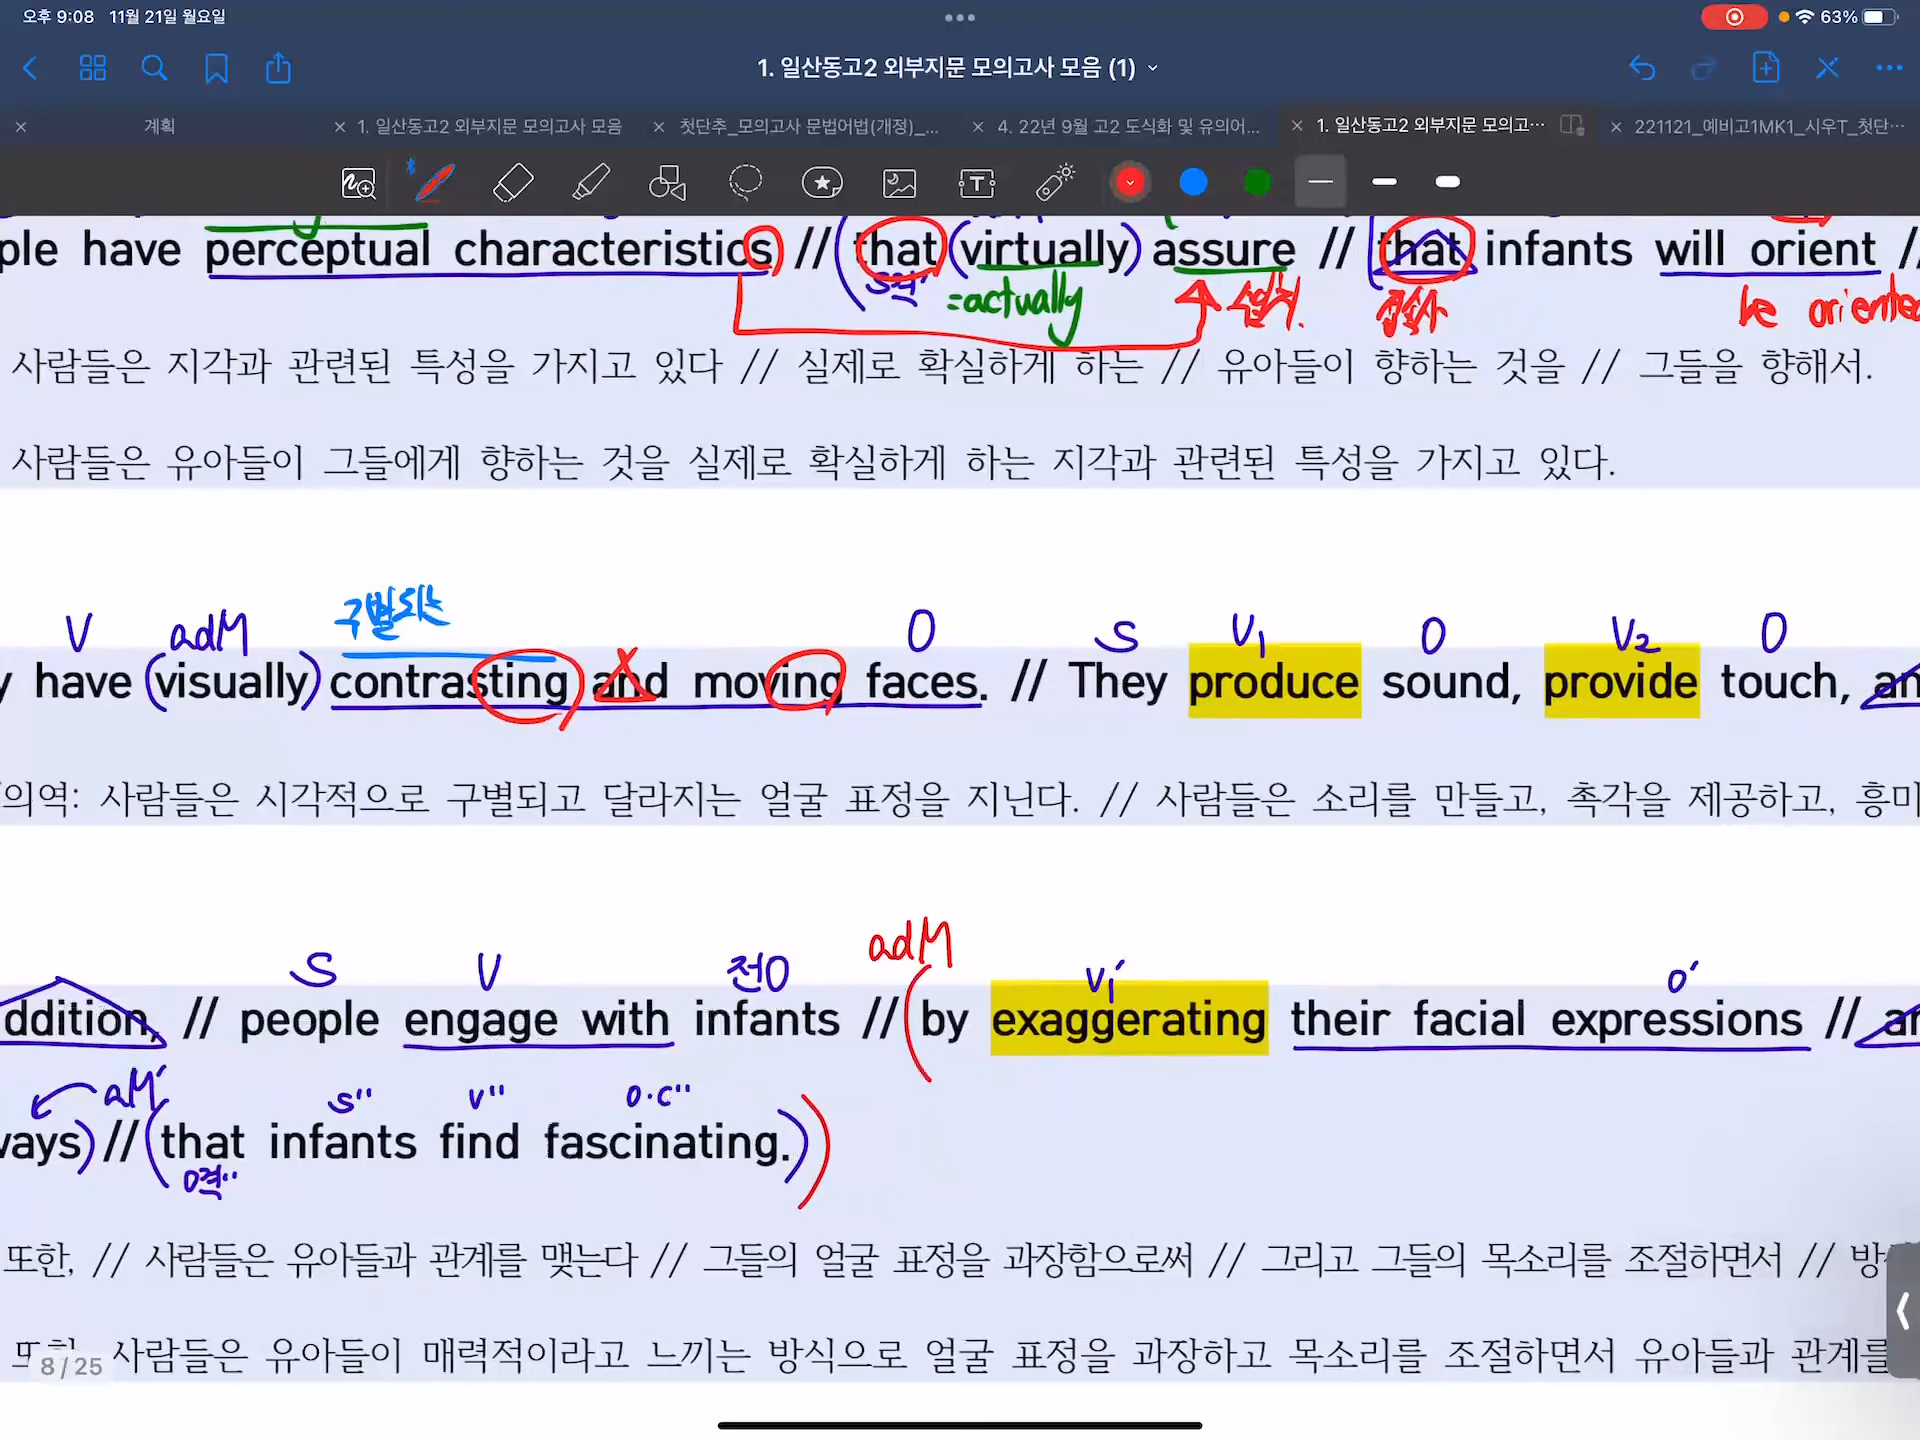 오후 9:08 11월 21일 월요일
63%
1. 일산동고2 외부지문 모의고사 모음 (1)
계획
1. 일산동고2 외부지문 모의고사 모음
첫단추_모의고사 문법어법(개정)_...
4. 22년 9월 고2 도식화 및 유의어...
1. 일산동고2 외부지문 모의고...
221121_예비고1MK1_시우T_첫단...
ple have perceptual characteristics // (that (virtually) assure // [that infants will orient //
S격' =actually 수일치. 접속사 be oriented
사람들은 지각과 관련된 특성을 가지고 있다 // 실제로 확실하게 하는 // 유아들이 향하는 것을 // 그들을 향해서.
사람들은 유아들이 그들에게 향하는 것을 실제로 확실하게 하는 지각과 관련된 특성을 가지고 있다.
구별되는
V adM O S V1 O V2 O
y have (visually) contrasting and moving faces. // They produce sound, provide touch, an
의역: 사람들은 시각적으로 구별되고 달라지는 얼굴 표정을 지닌다. // 사람들은 소리를 만들고, 촉각을 제공하고, 흥미
S V 전O adM V1' O'
ddition, // people engage with infants // (by exaggerating their facial expressions // an
aM' S'' V'' O.C''
ways) // (that infants find fascinating.))
O격''
또한, // 사람들은 유아들과 관계를 맺는다 // 그들의 얼굴 표정을 과장함으로써 // 그리고 그들의 목소리를 조절하면서 // 방
또한, 사람들은 유아들이 매력적이라고 느끼는 방식으로 얼굴 표정을 과장하고 목소리를 조절하면서 유아들과 관계를
8 / 25